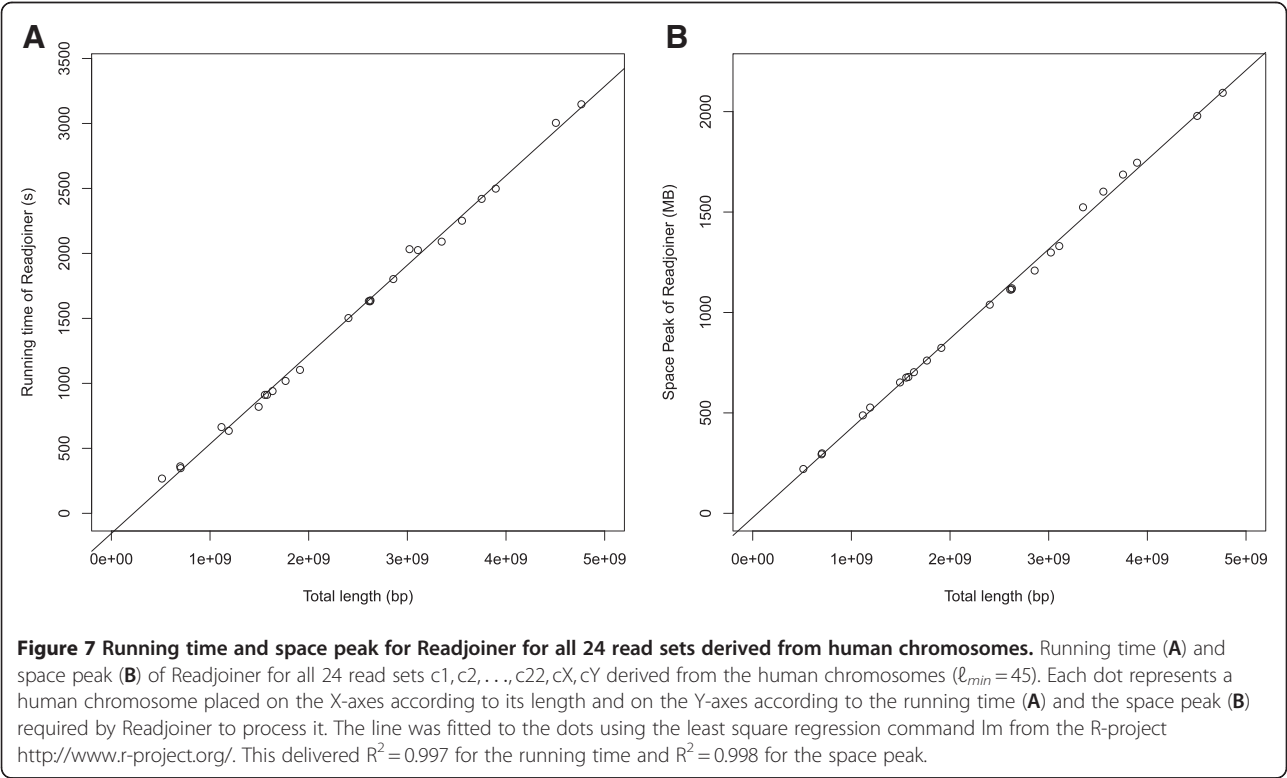 A
B
3500
3000
2500
2000
1500
1000
500
0
Running time of Readjoiner (s)
0e+00 1e+09 2e+09 3e+09 4e+09 5e+09
Total length (bp)
2000
1500
1000
500
0
Space Peak of Readjoiner (MB)
0e+00 1e+09 2e+09 3e+09 4e+09 5e+09
Total length (bp)
Figure 7 Running time and space peak for Readjoiner for all 24 read sets derived from human chromosomes. Running time (A) and
space peak (B) of Readjoiner for all 24 read sets c1, c2, . . ., c22, cX, cY derived from the human chromosomes (ℓmin = 45). Each dot represents a
human chromosome placed on the X-axes according to its length and on the Y-axes according to the running time (A) and the space peak (B)
required by Readjoiner to process it. The line was fitted to the dots using the least square regression command lm from the R-project
http://www.r-project.org/. This delivered R² = 0.997 for the running time and R² = 0.998 for the space peak.